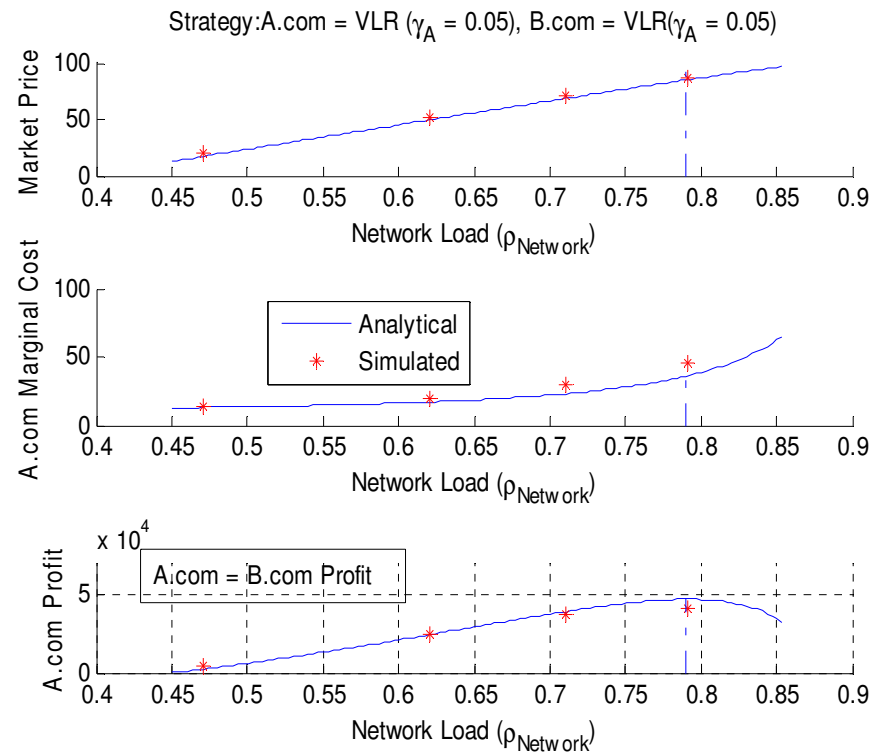 Strategy:A.com = VLR (γA = 0.05), B.com = VLR(γA = 0.05)
100
50
0
Market Price
0.4 0.45 0.5 0.55 0.6 0.65 0.7 0.75 0.8 0.85 0.9
Network Load (ρNetwork)
100
50
0
A.com Marginal Cost
Analytical
Simulated
0.4 0.45 0.5 0.55 0.6 0.65 0.7 0.75 0.8 0.85 0.9
Network Load (ρNetwork)
x 10^4
5
0
A.com Profit
A.com = B.com Profit
0.4 0.45 0.5 0.55 0.6 0.65 0.7 0.75 0.8 0.85 0.9
Network Load (ρNetwork)